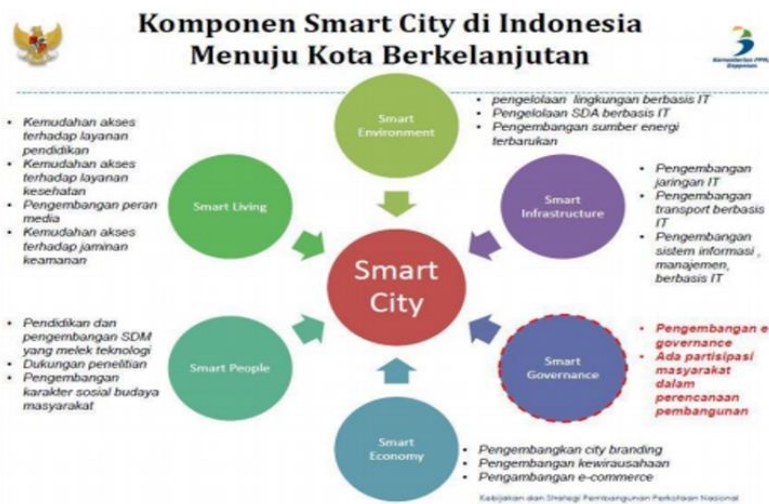 Komponen Smart City di Indonesia
Menuju Kota Berkelanjutan
Smart
Environment
• pengelolaan lingkungan berbasis IT
• Pengelolaan SDA berbasis IT
• Pengembangan sumber energi
terbarukan
• Kemudahan akses
terhadap layanan
pendidikan
• Kemudahan akses
terhadap layanan
kesehatan
• Pengembangan peran
media
• Kemudahan akses
terhadap jaminan
keamanan
Smart Living
Smart
Infrastructure
• Pengembangan
jaringan IT
• Pengembangan
transport berbasis
IT
• Pengembangan
sistem informasi ,
manajemen,
berbasis IT
Smart
City
• Pendidikan dan
pengembangan SDM
yang melek teknologi
• Dukungan penelitian
• Pengembangan
karakter sosial budaya
masyarakat
Smart People
Smart
Governance
• Pengembangan e
governance
• Ada partisipasi
masyarakat
dalam
perencanaan
pembangunan
Smart
Economy
• Pengembangkan city branding
• Pengembangan kewirausahaan
• Pengambangan e-commerce
Kebijakan dan Strategi Pembangunan Perkotaan Nasional